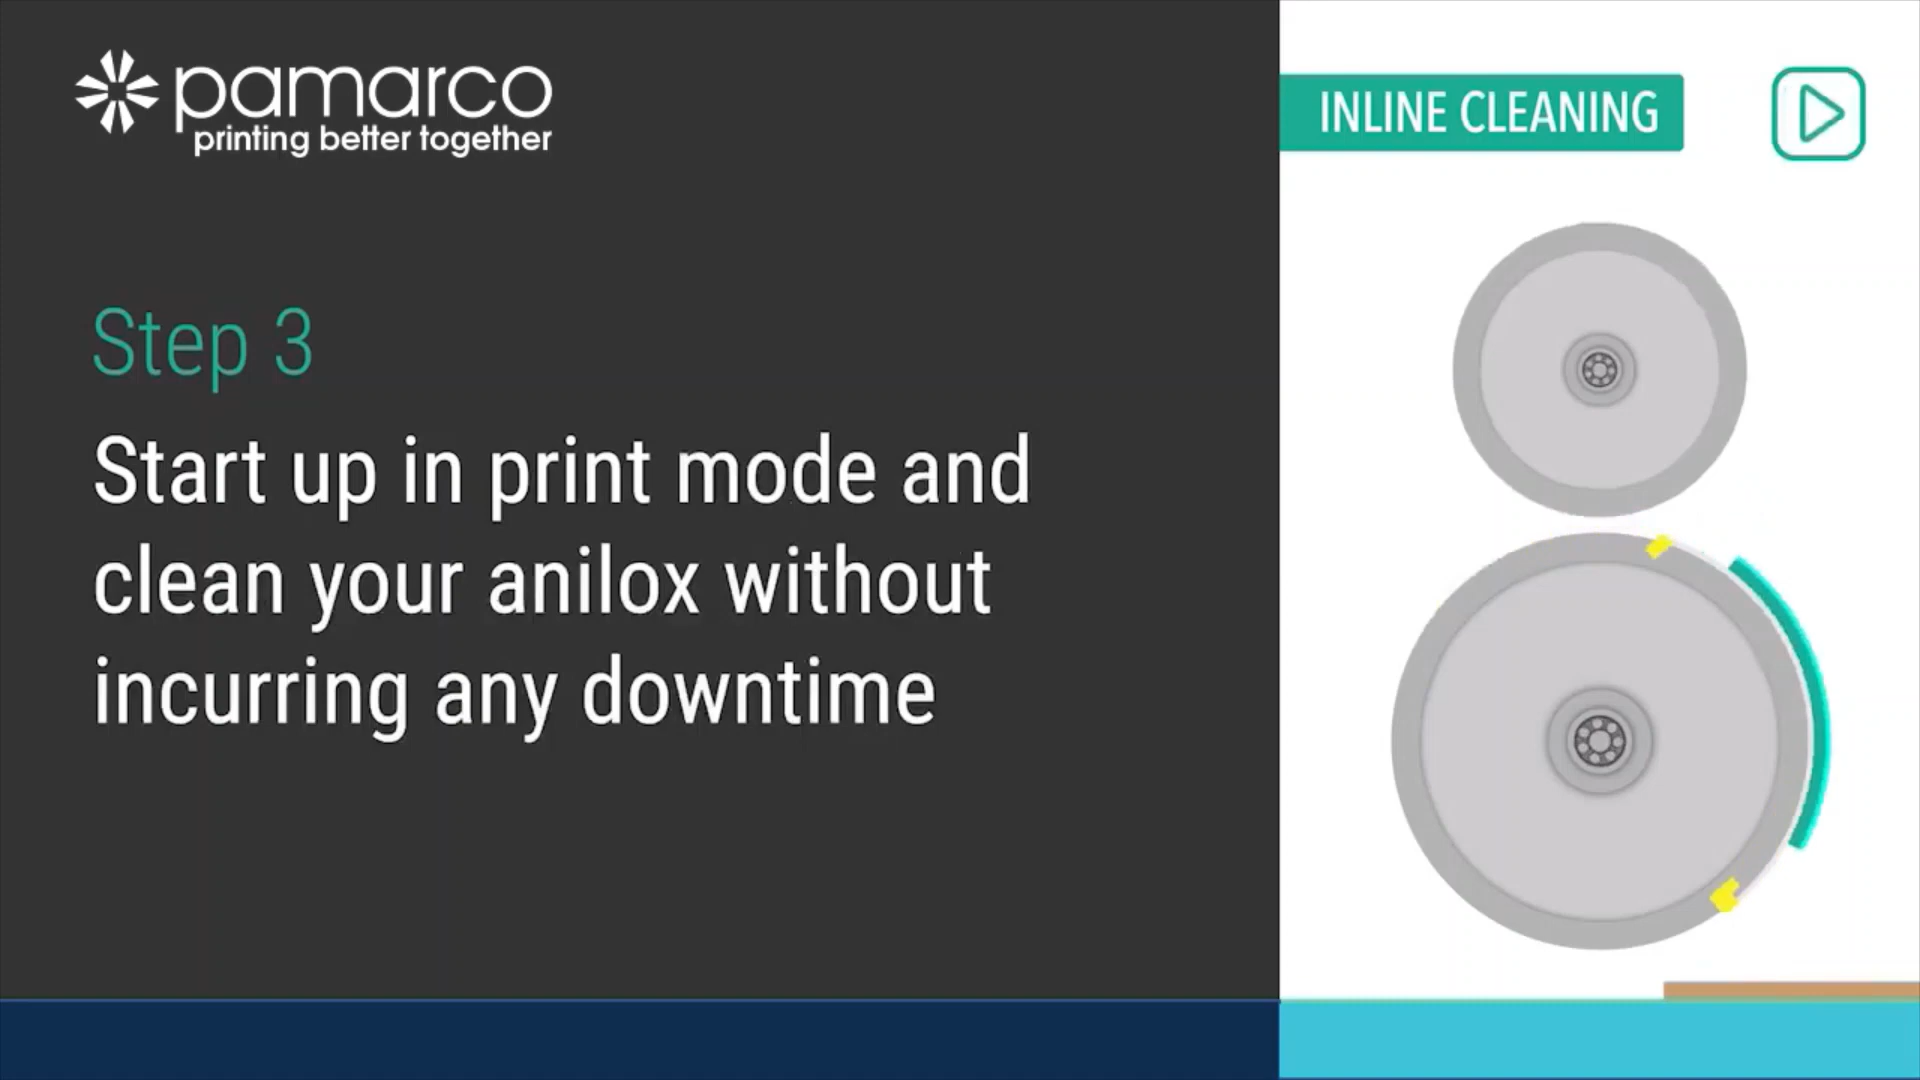 pamarco
printing better together
INLINE CLEANING
Step 3
Start up in print mode and
clean your anilox without
incurring any downtime